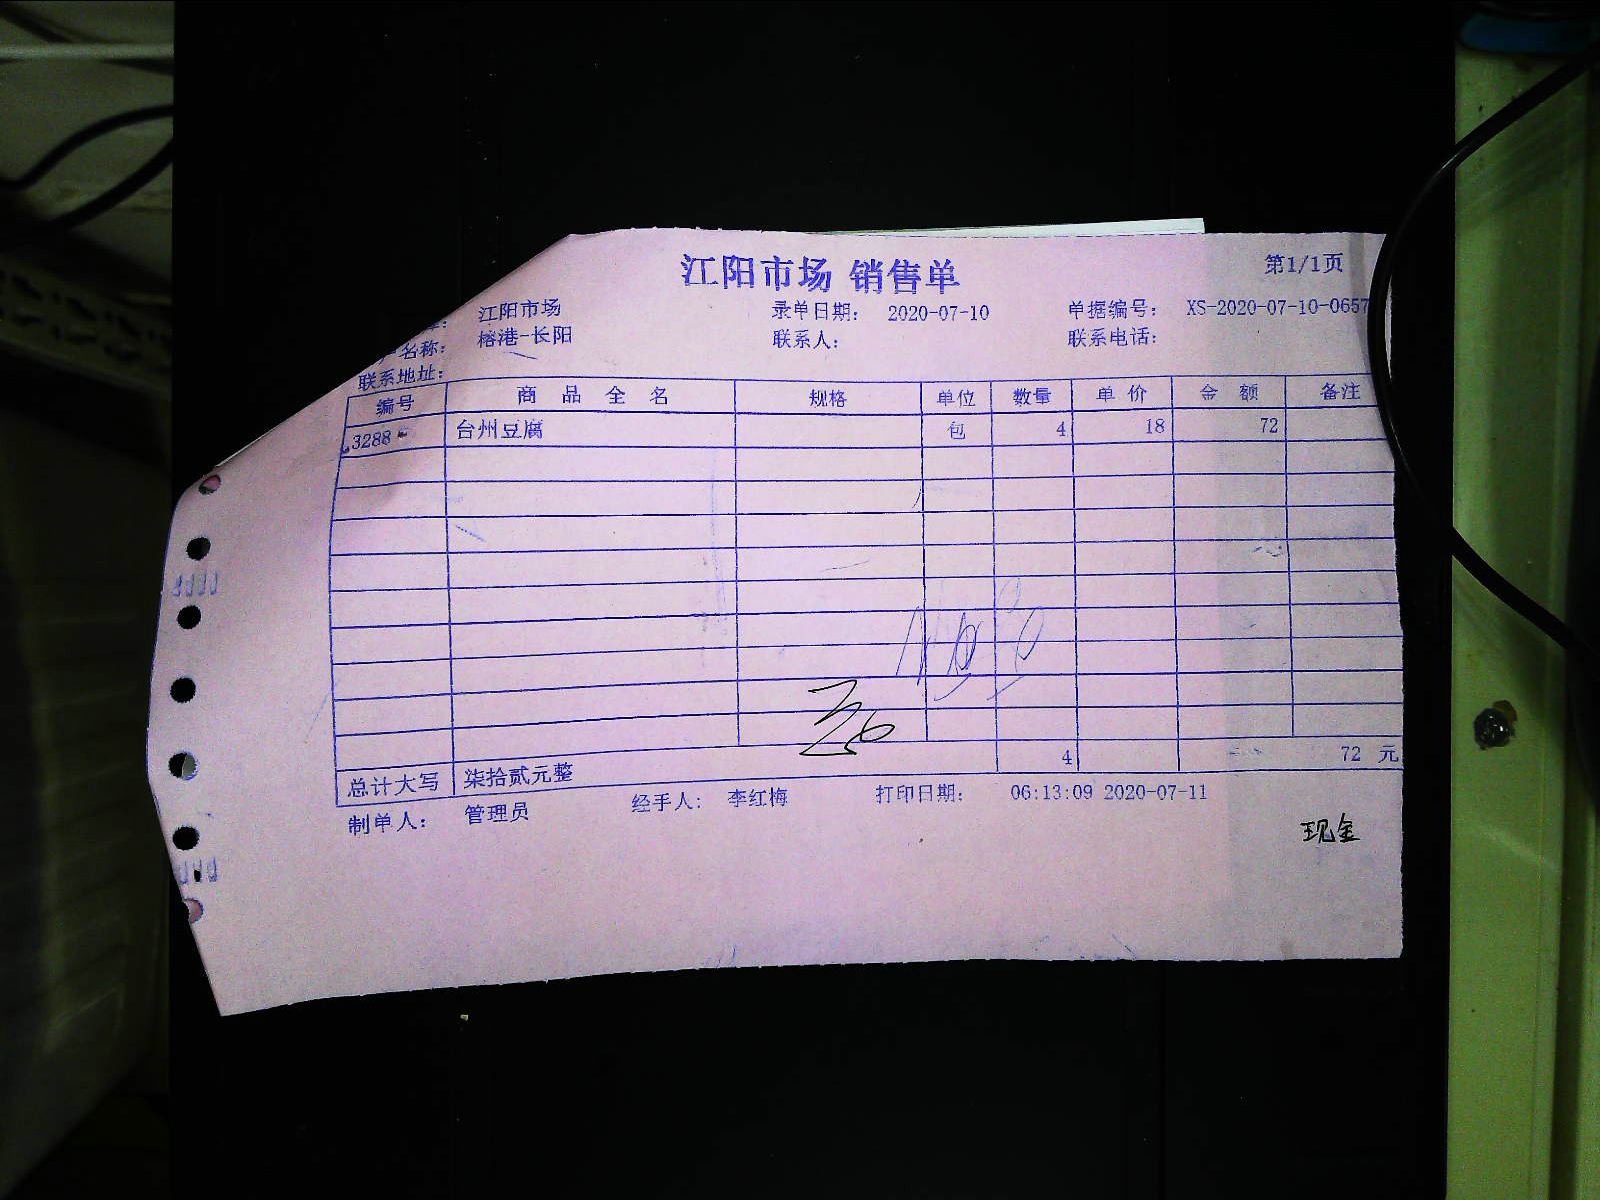 江阳市场 销售单
第1/1页
江阳市场 录单日期： 2020-07-10 单据编号： XS-2020-07-10-0657
名称： 榕港-长阳 联系人： 联系电话：
联系地址：
编号 商品全名 规格 单位 数量 单价 金额 备注
3288 台州豆腐 包 4 18 72
总计大写 柒拾贰元整 4 72 元
制单人： 管理员 经手人： 李红梅 打印日期： 06:13:09 2020-07-11
现金